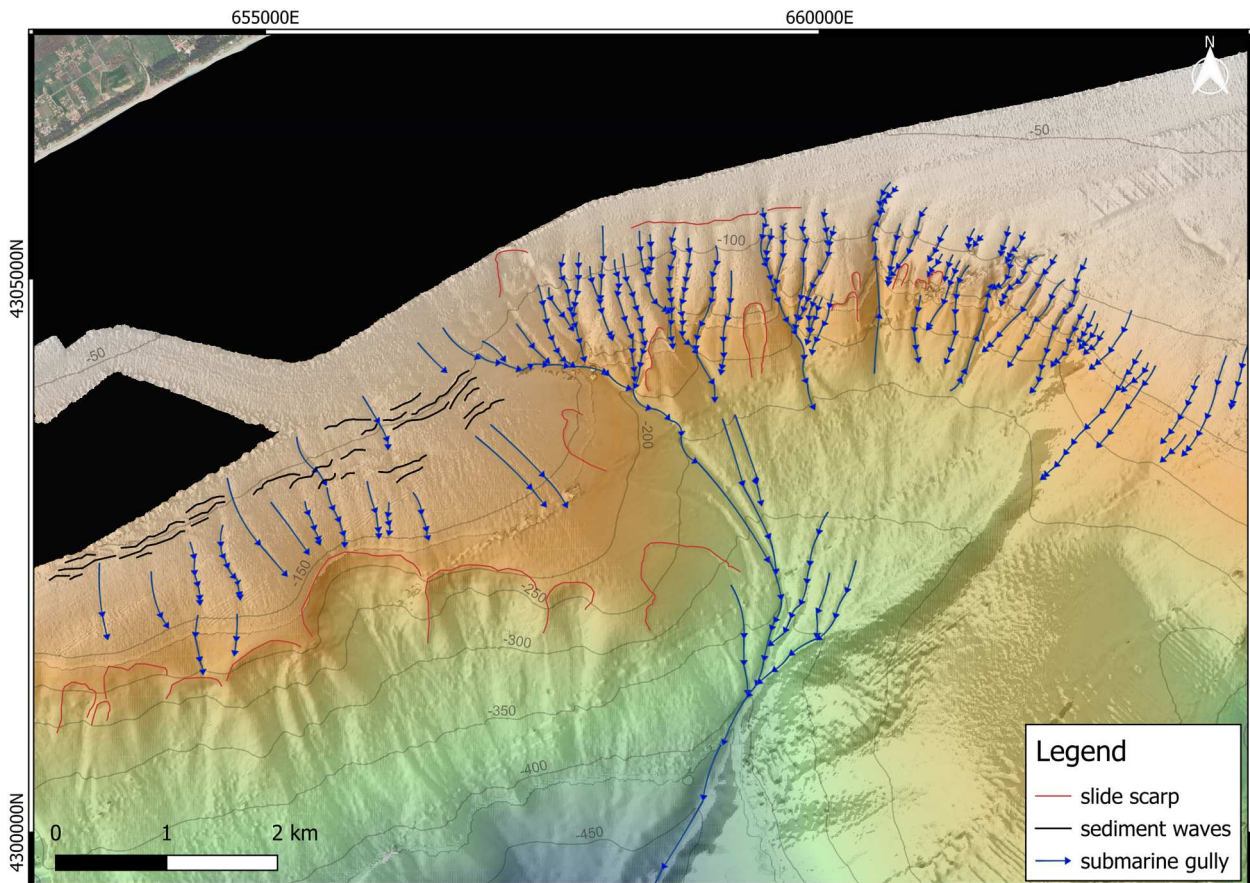 655000E
660000E
N
-50
-100
4305000N
-50
-200
-150
-250
-300
-350
-400
-450
4300000N
0 1 2 km
Legend
slide scarp
sediment waves
submarine gully